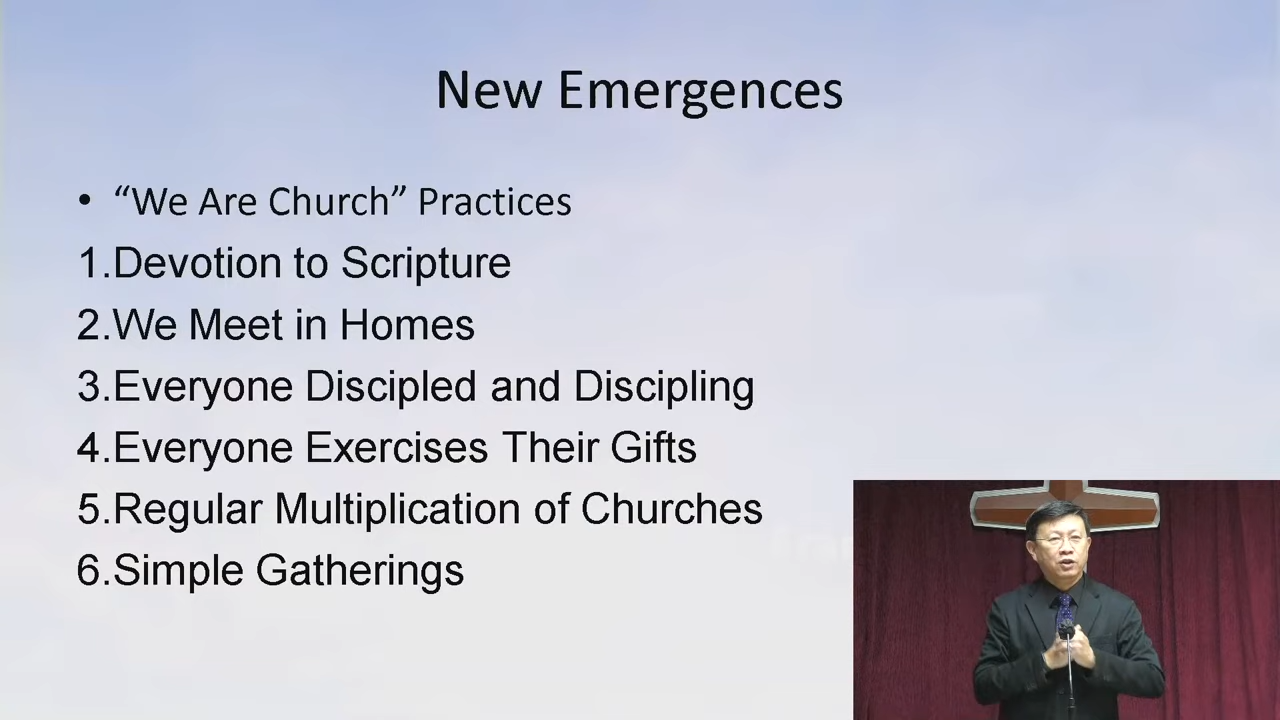 New Emergences
• “We Are Church” Practices
1.Devotion to Scripture
2.We Meet in Homes
3.Everyone Discipled and Discipling
4.Everyone Exercises Their Gifts
5.Regular Multiplication of Churches
6.Simple Gatherings